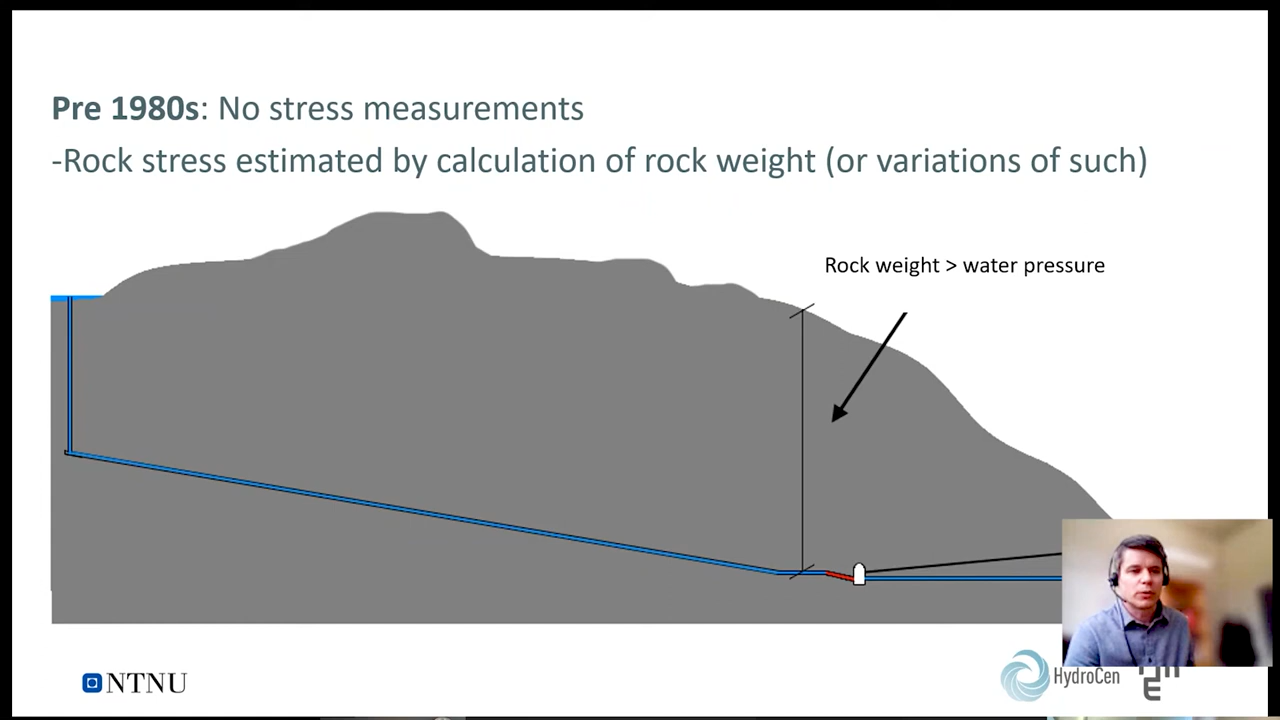 Pre 1980s: No stress measurements
-Rock stress estimated by calculation of rock weight (or variations of such)
Rock weight > water pressure
NTNU
HydroCen